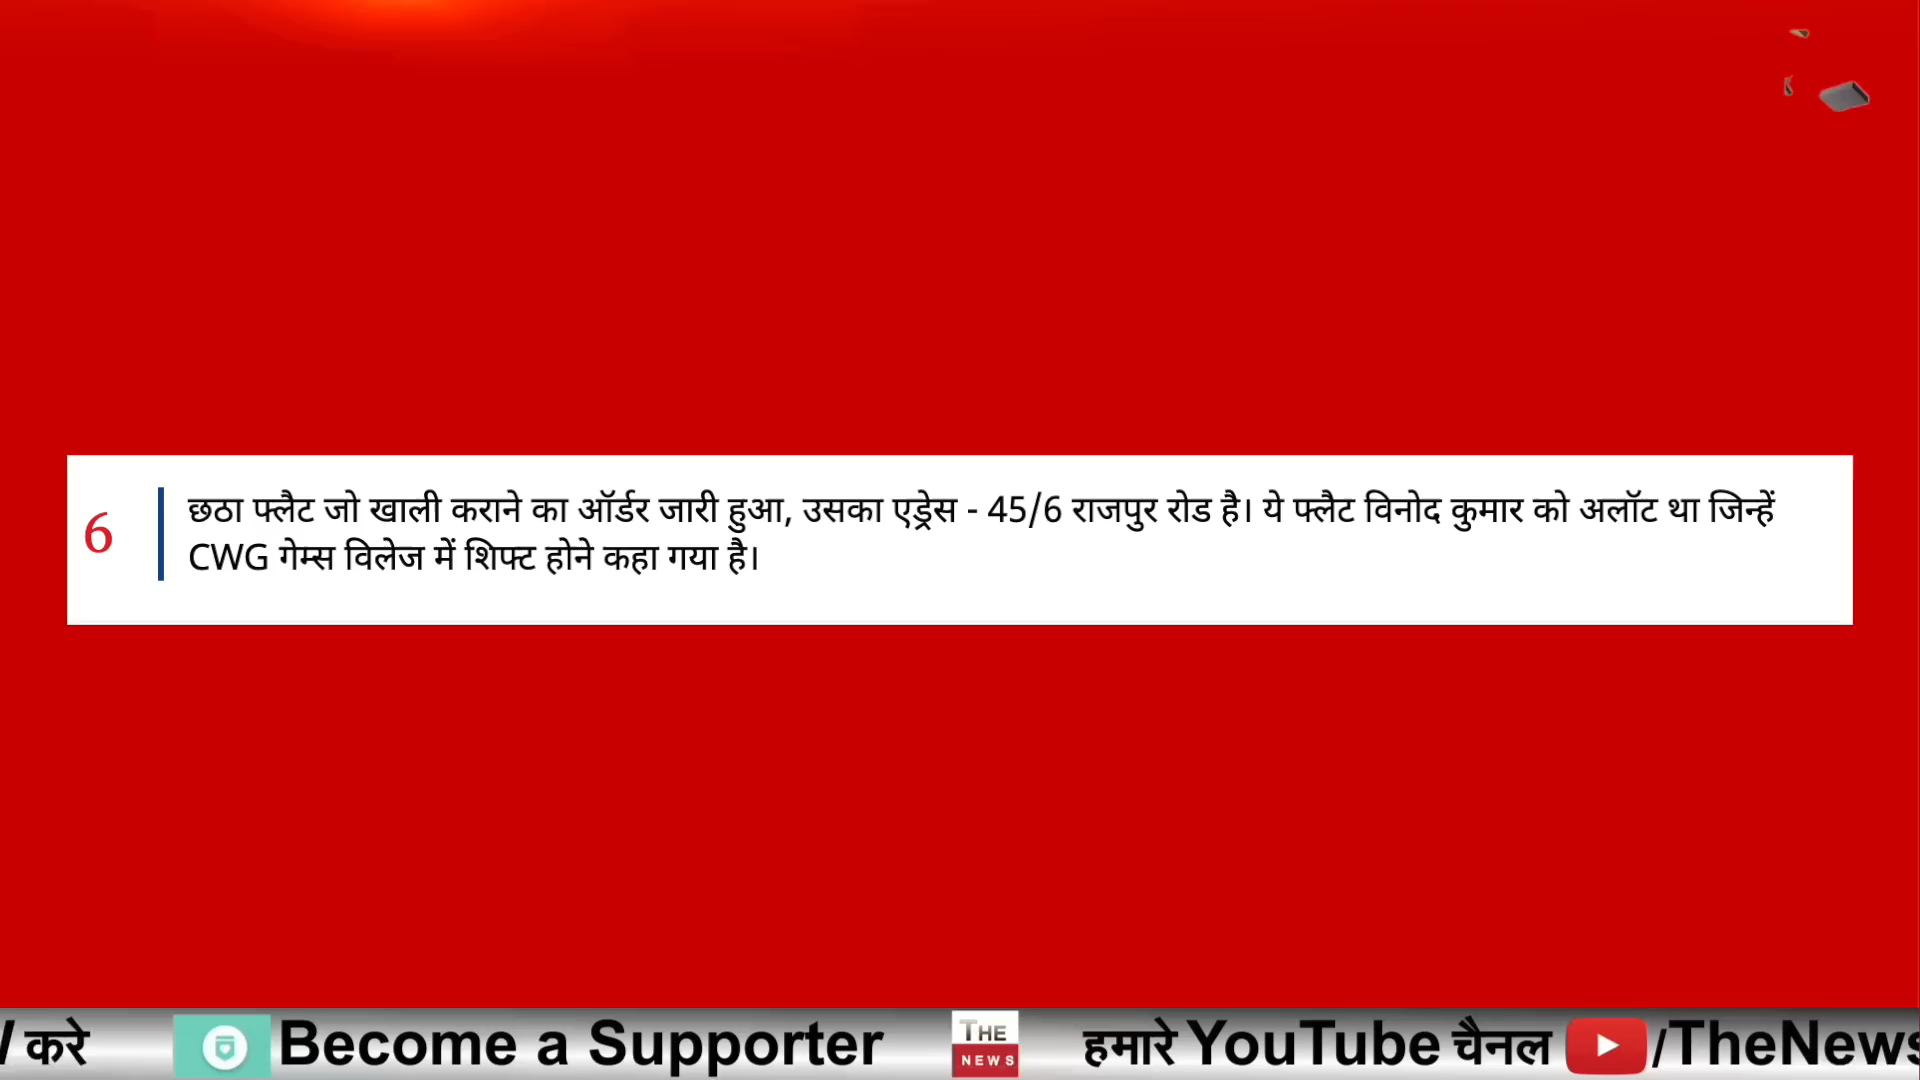 6
छठा फ्लैट जो खाली कराने का ऑर्डर जारी हुआ, उसका एड्रेस - 45/6 राजपुर रोड है। ये फ्लैट विनोद कुमार को अलॉट था जिन्हें
CWG गेम्स विलेज में शिफ्ट होने कहा गया है।
/ करे Become a Supporter THE NEWS हमारे YouTube चैनल /TheNews